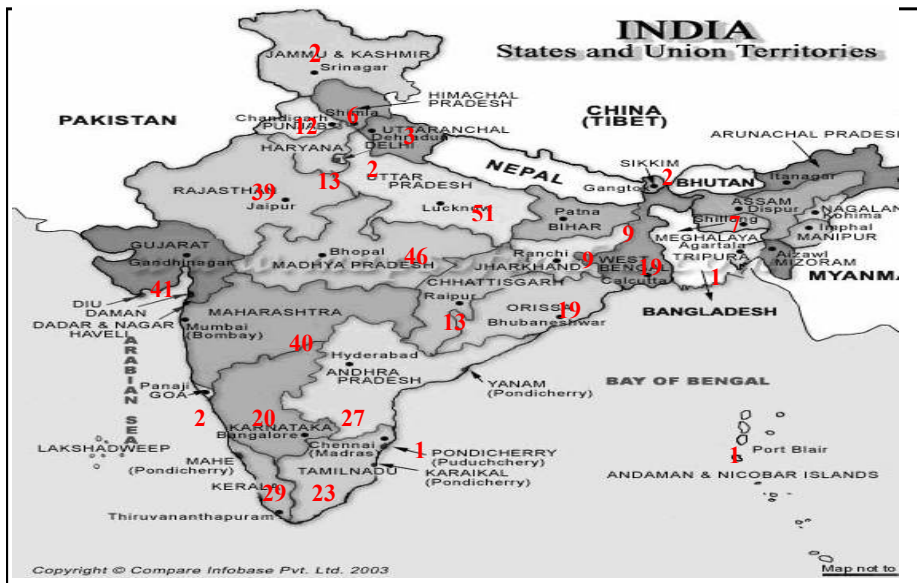 INDIA
States and Union Territories
2
JAMMU & KASHMIR
Srinagar
HIMACHAL
PRADESH
PAKISTAN
CHINA
(TIBET)
Shimla
6
Chandigarh
12
PUNJAB
UTTARANCHAL
3
Dehradun
ARUNACHAL PRADESH
HARYANA
DELHI
NEPAL
SIKKIM
2
BHUTAN
Itanagar
2
UTTAR
PRADESH
13
Gangto
RAJASTHAN
39
Jaipur
Lucknow
51
ASSAM
Dispur
NAGALAN
Kohima
Patna
BIHAR
9
Shillong
7
MEGHALAYA
Imphal
MANIPUR
GUJARAT
Gandhinagar
Bhopal
46
MADHYA PRADESH
Ranchi
9
JHARKHAND
WES
BENGAL
19
Calcutta
Agartala
TRIPURA
1
Aizawl
MIZORAM
MYANMA
41
DIU
DAMAN
DADAR & NAGAR
HAVELI
CHHATTISGARH
Raipur
13
ORISSA
19
Bhubaneshwar
BANGLADESH
MAHARASHTRA
Mumbai
(Bombay)
40
ARABIAN SEA
Hyderabad
ANDHRA
PRADESH
YANAM
(Pondicherry)
BAY OF BENGAL
Panaji
GOA
2
20
KARNATAKA
Bangalore
27
Chennai
(Madras)
1
PONDICHERRY
(Puduchchery)
KARAIKAL
(Pondicherry)
LAKSHADWEEP
MAHE
(Pondicherry)
TAMILNADU
23
KERALA
29
Thiruvananthapuram
Port Blair
1
ANDAMAN & NICOBAR ISLANDS
Copyright © Compare Infobase Pvt. Ltd. 2003
Map not to